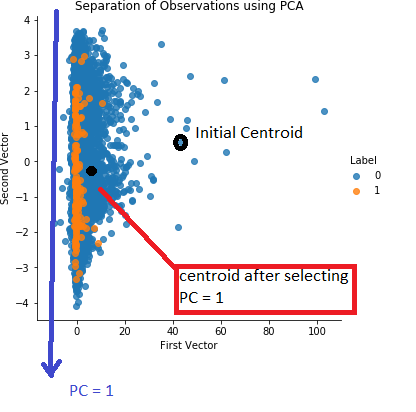 Separation of Observations using PCA
4
3
2
1
0
−1
−2
−3
−4
Second Vector
Initial Centroid
Label
0
1
centroid after selecting
PC = 1
0
20
40
60
80
100
First Vector
PC = 1